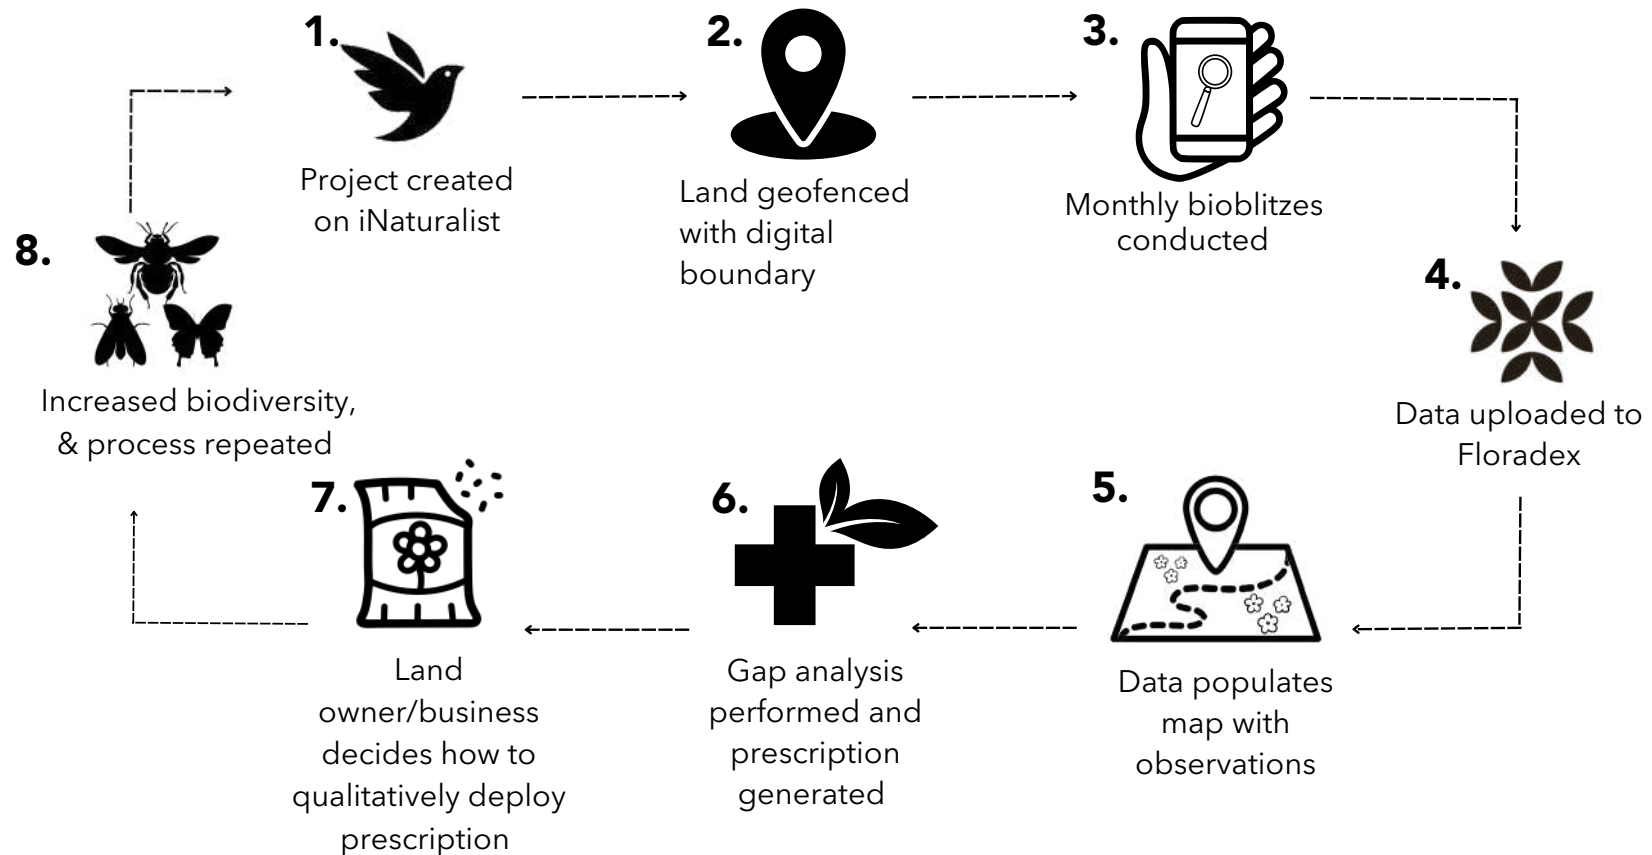 1.
Project created
on iNaturalist
2.
Land geofenced
with digital
boundary
3.
Monthly bioblitzes
conducted
4.
Data uploaded to
Floradex
5.
Data populates
map with
observations
6.
Gap analysis
performed and
prescription
generated
7.
Land
owner/business
decides how to
qualitatively deploy
prescription
8.
Increased biodiversity,
& process repeated